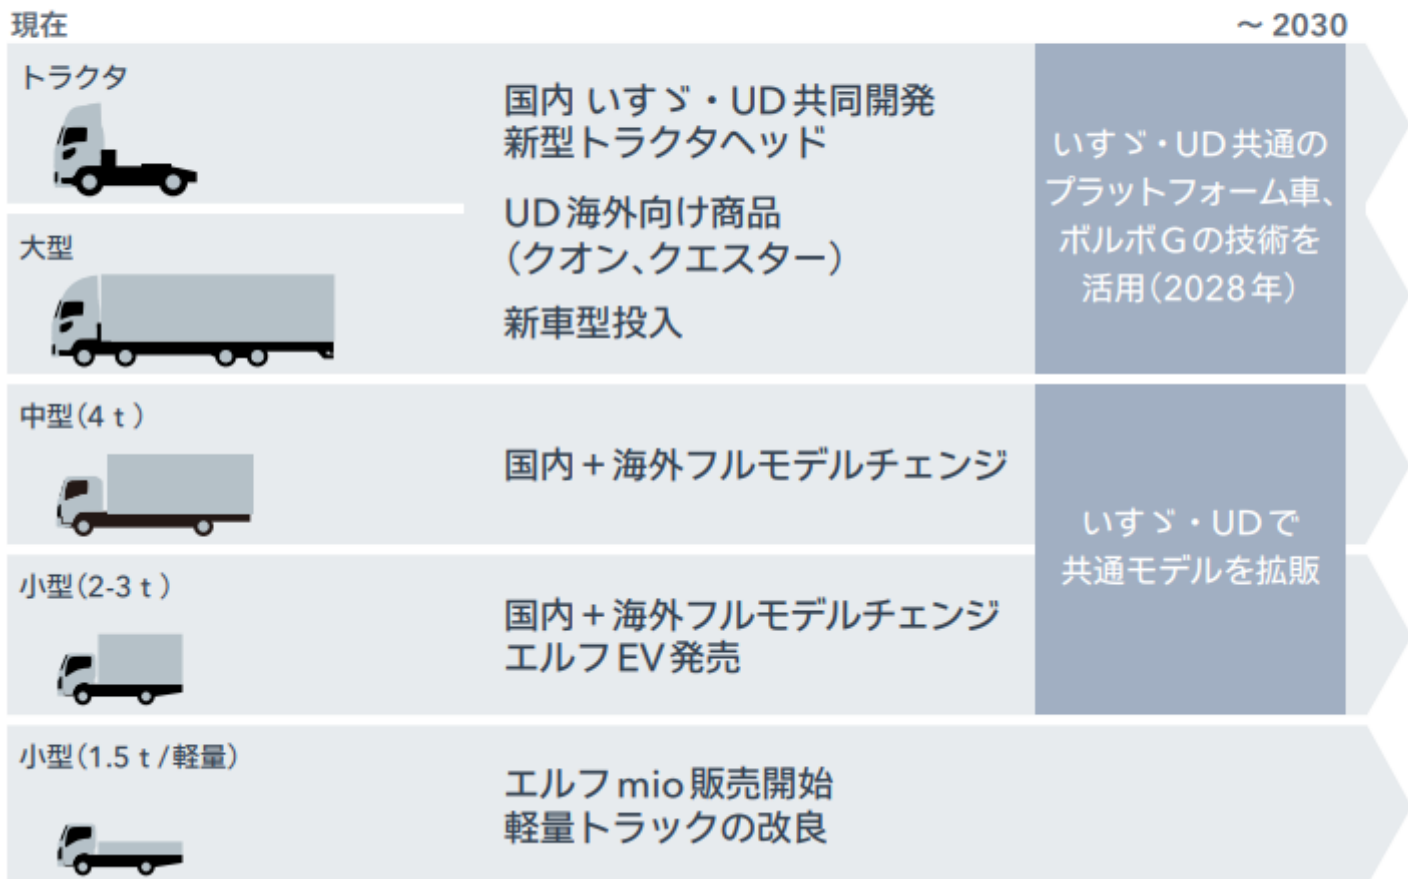 現在
～ 2030
トラクタ
国内 いすゞ・UD共同開発
新型トラクタヘッド
大型
UD海外向け商品
（クオン、クエスター）
新車型投入
いすゞ・UD共通の
プラットフォーム車、
ボルボGの技術を
活用（2028年）
中型（4 t ）
国内＋海外フルモデルチェンジ
小型（2-3 t ）
国内＋海外フルモデルチェンジ
エルフEV発売
いすゞ・UDで
共通モデルを拡販
小型（1.5 t /軽量）
エルフmio販売開始
軽量トラックの改良